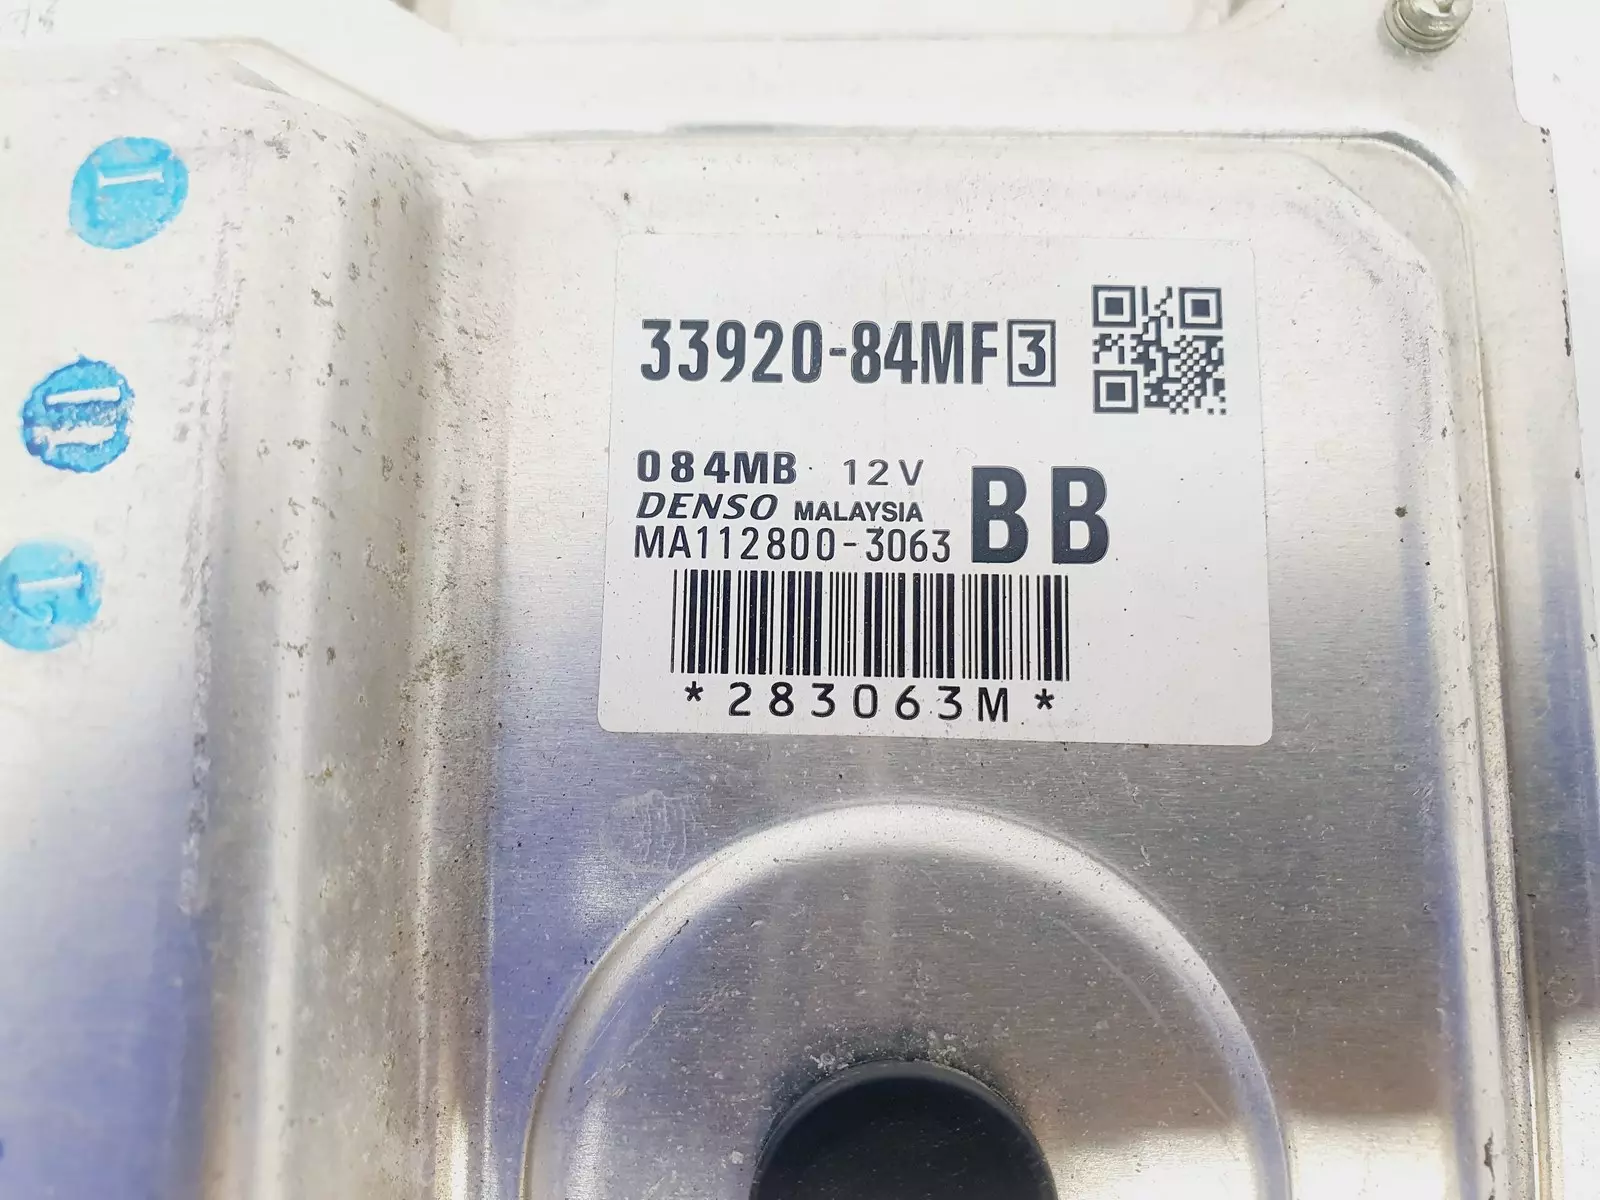 33920-84MF3
084MB 12V
DENSO MALAYSIA
MA112800-3063
BB
*283063M*